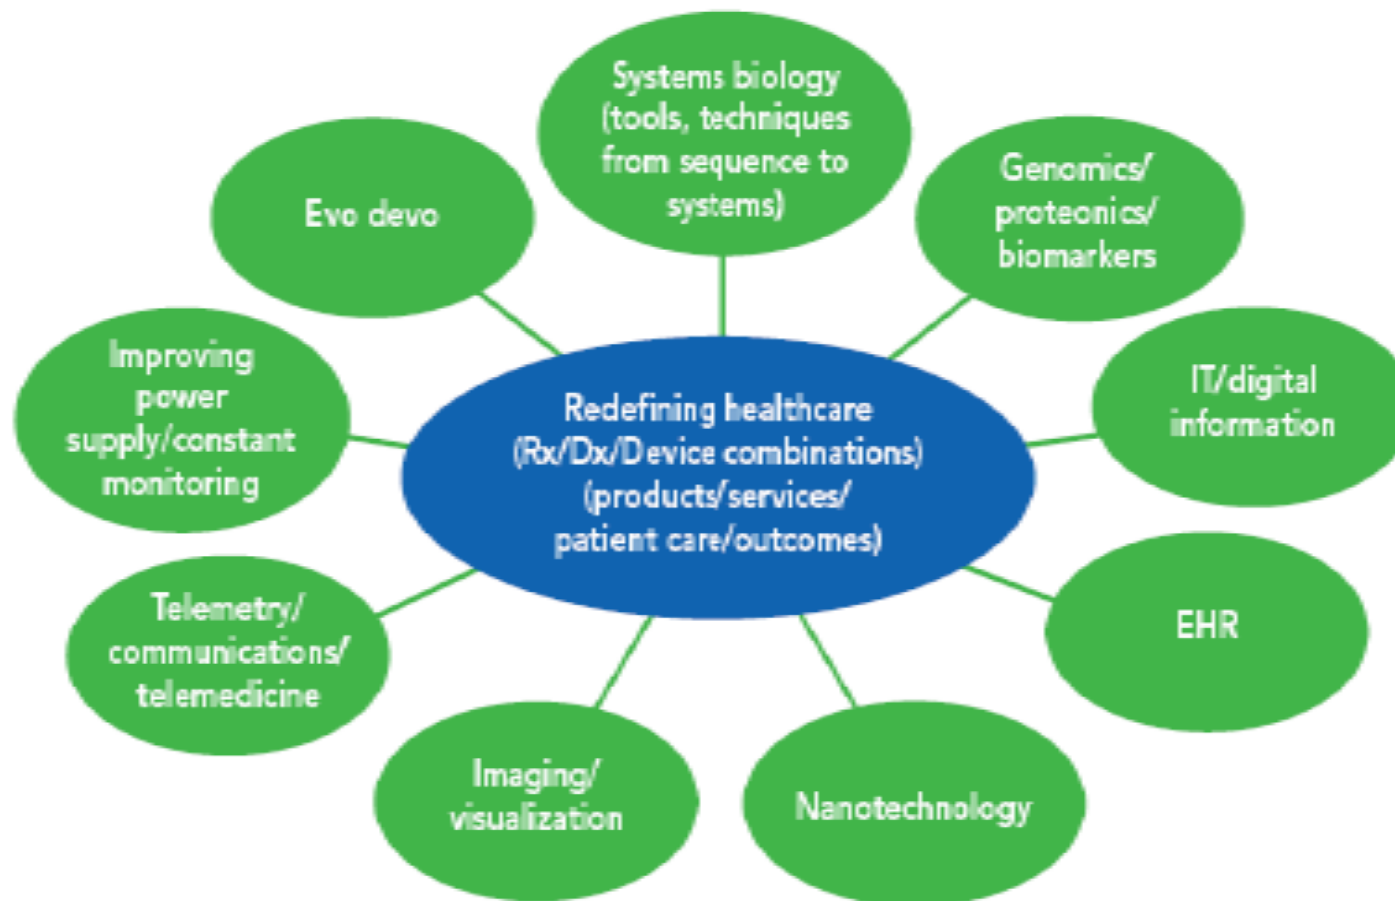 Systems biology
(tools, techniques
from sequence to
systems)
Genomics/
proteonics/
biomarkers
Evo devo
Improving
power
supply/constant
monitoring
IT/digital
information
Redefining healthcare
(Rx/Dx/Device combinations)
(products/services/
patient care/outcomes)
Telemetry/
communications/
telemedicine
EHR
Imaging/
visualization
Nanotechnology